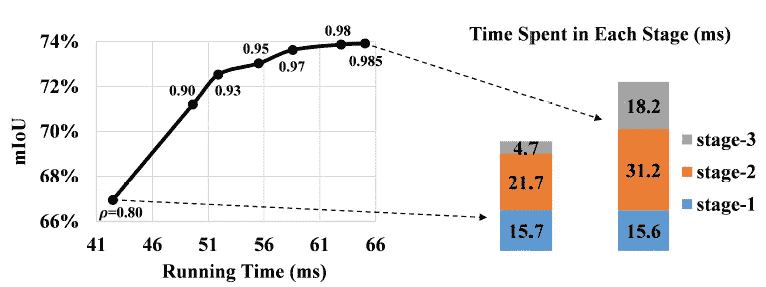 Time Spent in Each Stage (ms)
mIoU
74%
72%
70%
68%
66%
ρ=0.80
0.90
0.93
0.95
0.97
0.98
0.985
41 46 51 56 61 66
Running Time (ms)
4.7
21.7
15.7
18.2
31.2
15.6
stage-3
stage-2
stage-1